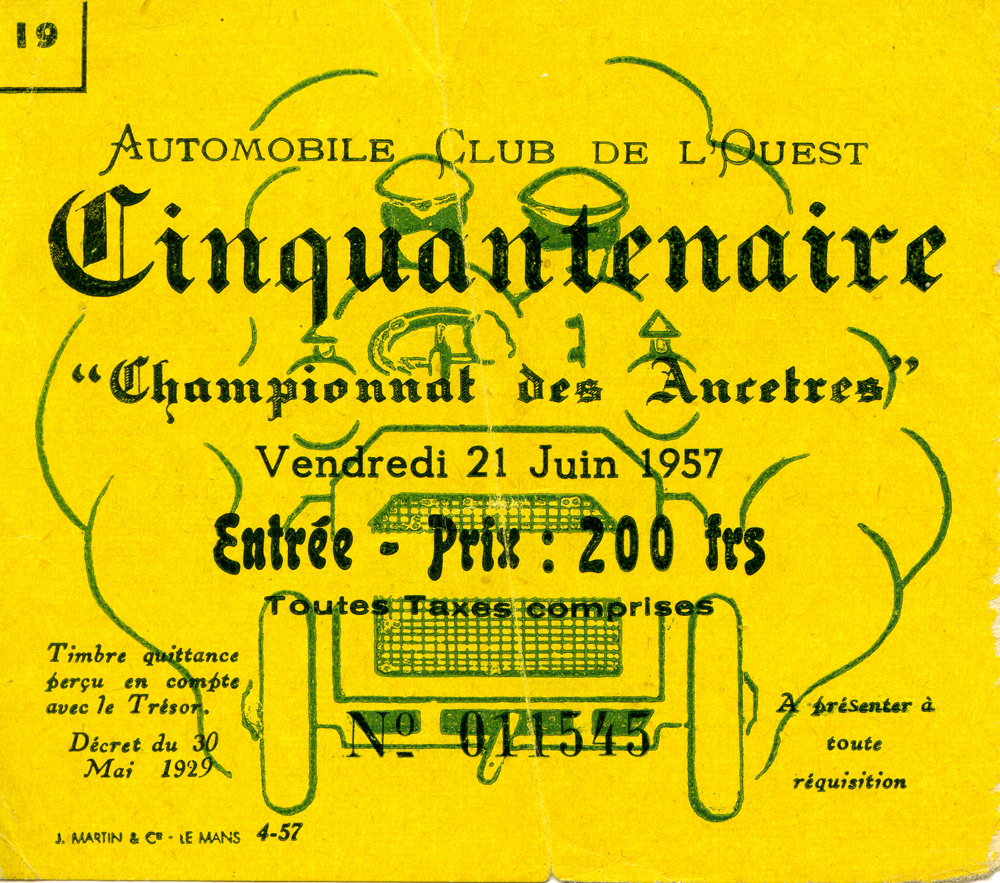 19
AUTOMOBILE CLUB DE L'OUEST
Cinquantenaire
“Championnat des Ancetres”
Vendredi 21 Juin 1957
Entrée - Prix : 200 frs
Toutes Taxes comprises
Timbre quittance
perçu en compte
avec le Trésor.
Décret du 30
Mai 1929
Nº 011545
A présenter à
toute
réquisition
J. MARTIN & Cie - LE MANS 4-57